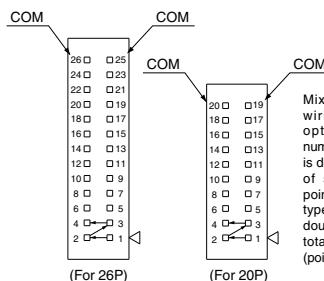 COM COM
26 25
24 23
22 21
20 19
18 17
16 15
14 13
12 11
10 9
8 7
6 5
4 3
2 1
(For 26P)
COM COM
20 19
18 17
16 15
14 13
12 11
10 9
8 7
6 5
4 3
2 1
(For 20P)
Mix
wir
opt
num
is d
of
poin
type
dou
tota
(poi